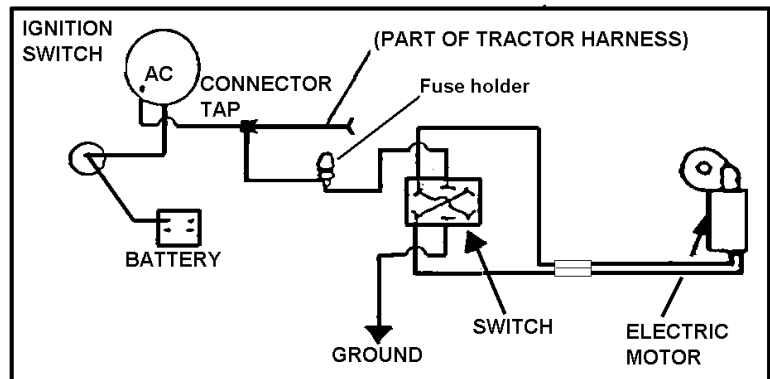 IGNITION
SWITCH
(PART OF TRACTOR HARNESS)
AC
CONNECTOR
TAP
Fuse holder
BATTERY
SWITCH
ELECTRIC
MOTOR
GROUND